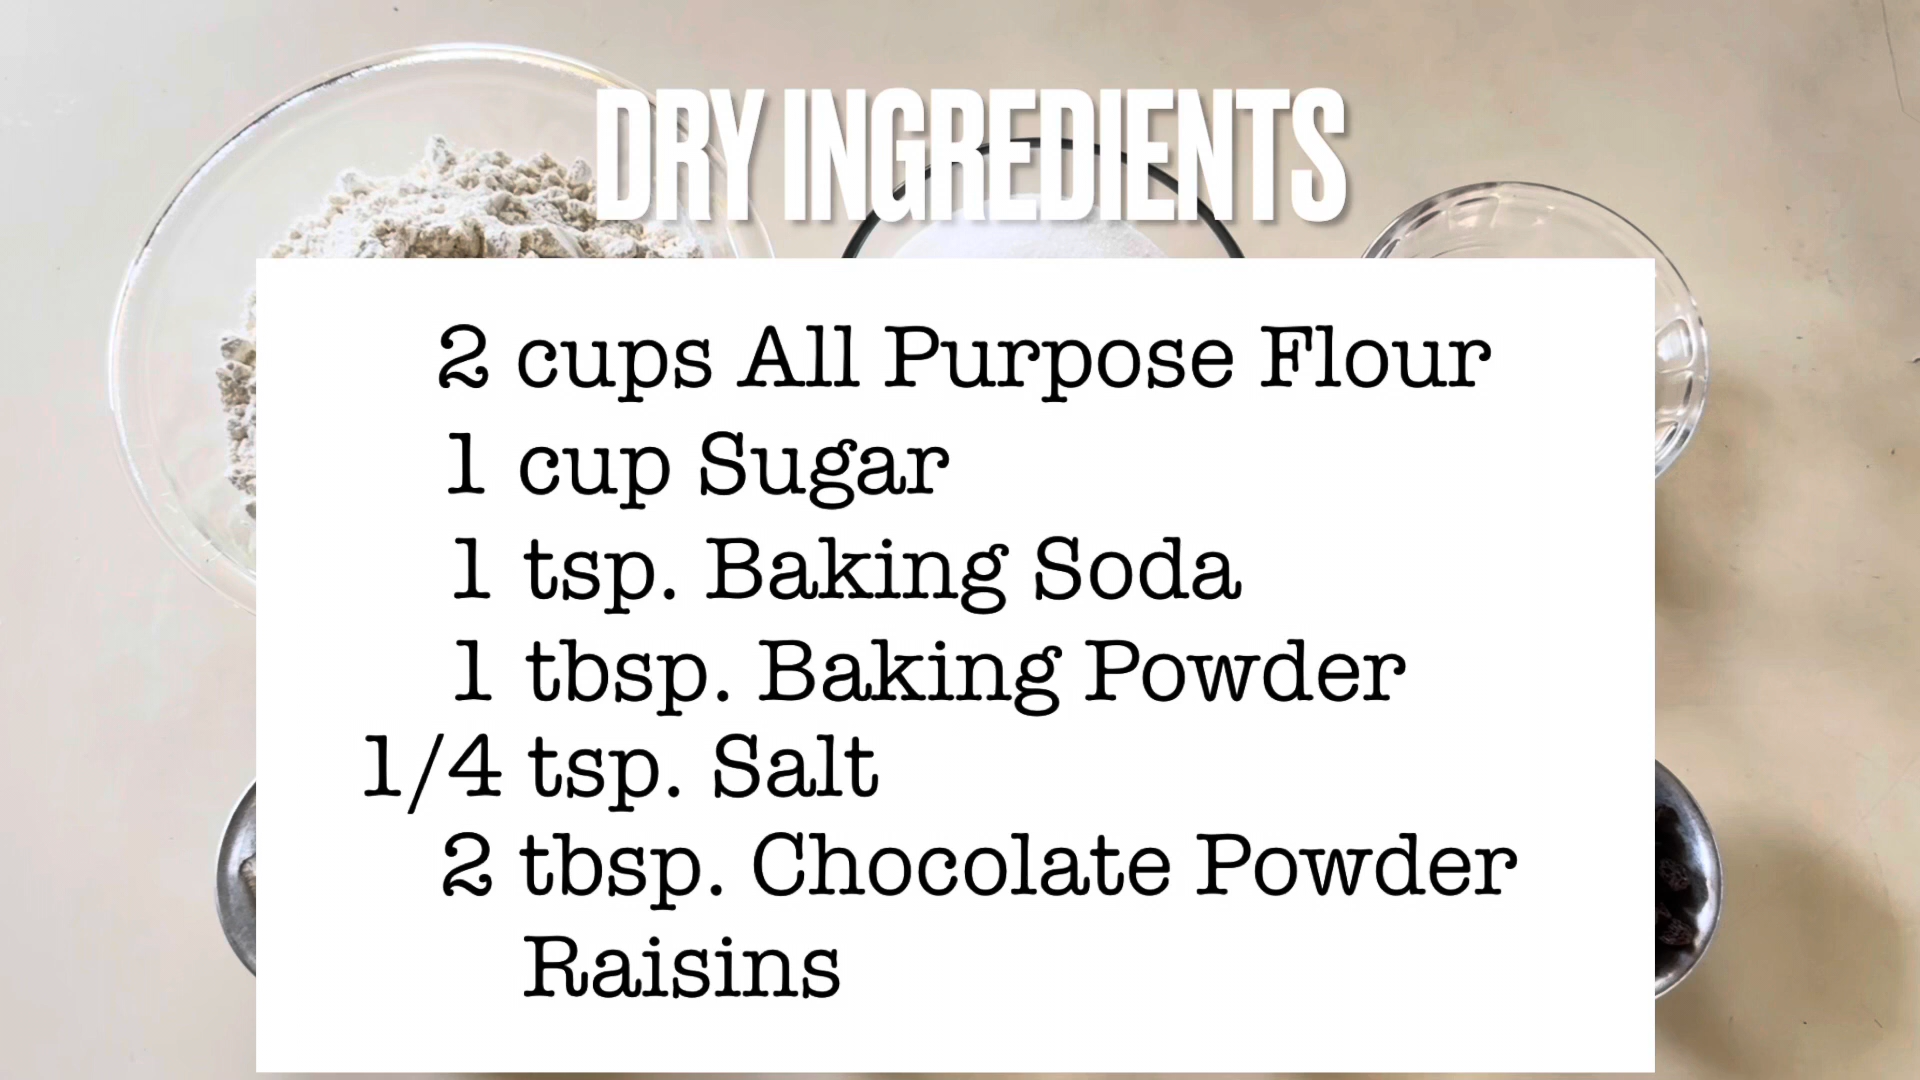 DRY INGREDIENTS
2 cups All Purpose Flour
1 cup Sugar
1 tsp. Baking Soda
1 tbsp. Baking Powder
1/4 tsp. Salt
2 tbsp. Chocolate Powder
Raisins